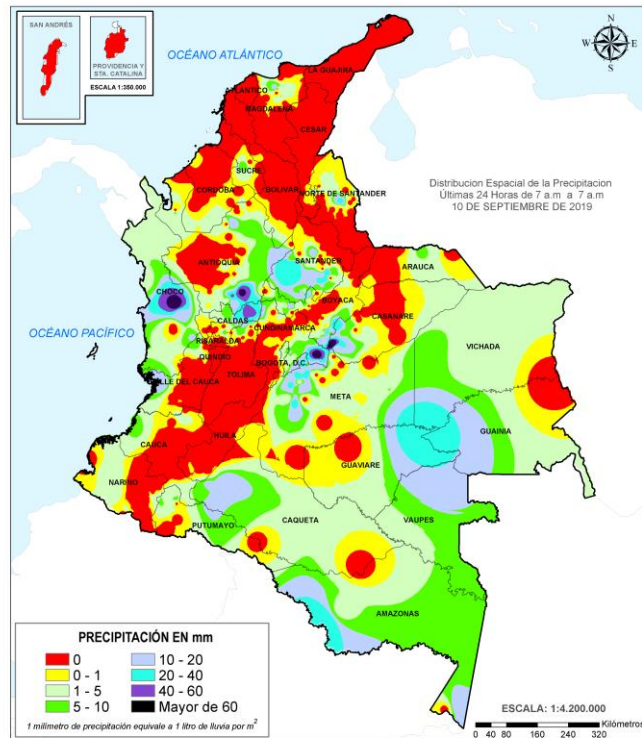 SAN ANDRÉS
PROVIDENCIA Y
STA. CATALINA
ESCALA 1:350.000
OCÉANO ATLÁNTICO
N
W
E
S
LA GUAJIRA
ATLANTICO
MAGDALENA
CESAR
SUCRE
CORDOBA
BOLIVAR
NORTE DE SANTANDER
Distribucion Espacial de la Precipitacion
Últimas 24 Horas de 7 a.m a 7 a.m
10 DE SEPTIEMBRE DE 2019
ANTIOQUIA
SANTANDER
ARAUCA
CHOCO
BOYACA
CASANARE
OCÉANO PACÍFICO
CALDAS
CUNDINAMARCA
RISARALDA
VICHADA
QUINDIO
BOGOTA, D.C.
TOLIMA
VALLE DEL CAUCA
META
GUAINIA
CAUCA
HUILA
GUAVIARE
NARIÑO
PUTUMAYO
CAQUETA
VAUPES
AMAZONAS
PRECIPITACIÓN EN mm
0
0 - 1
1 - 5
5 - 10
10 - 20
20 - 40
40 - 60
Mayor de 60
1 milímetro de precipitación equivale a 1 litro de lluvia por m²
ESCALA: 1:4.200.000
Kilómetros
0 40 80 160 240 320